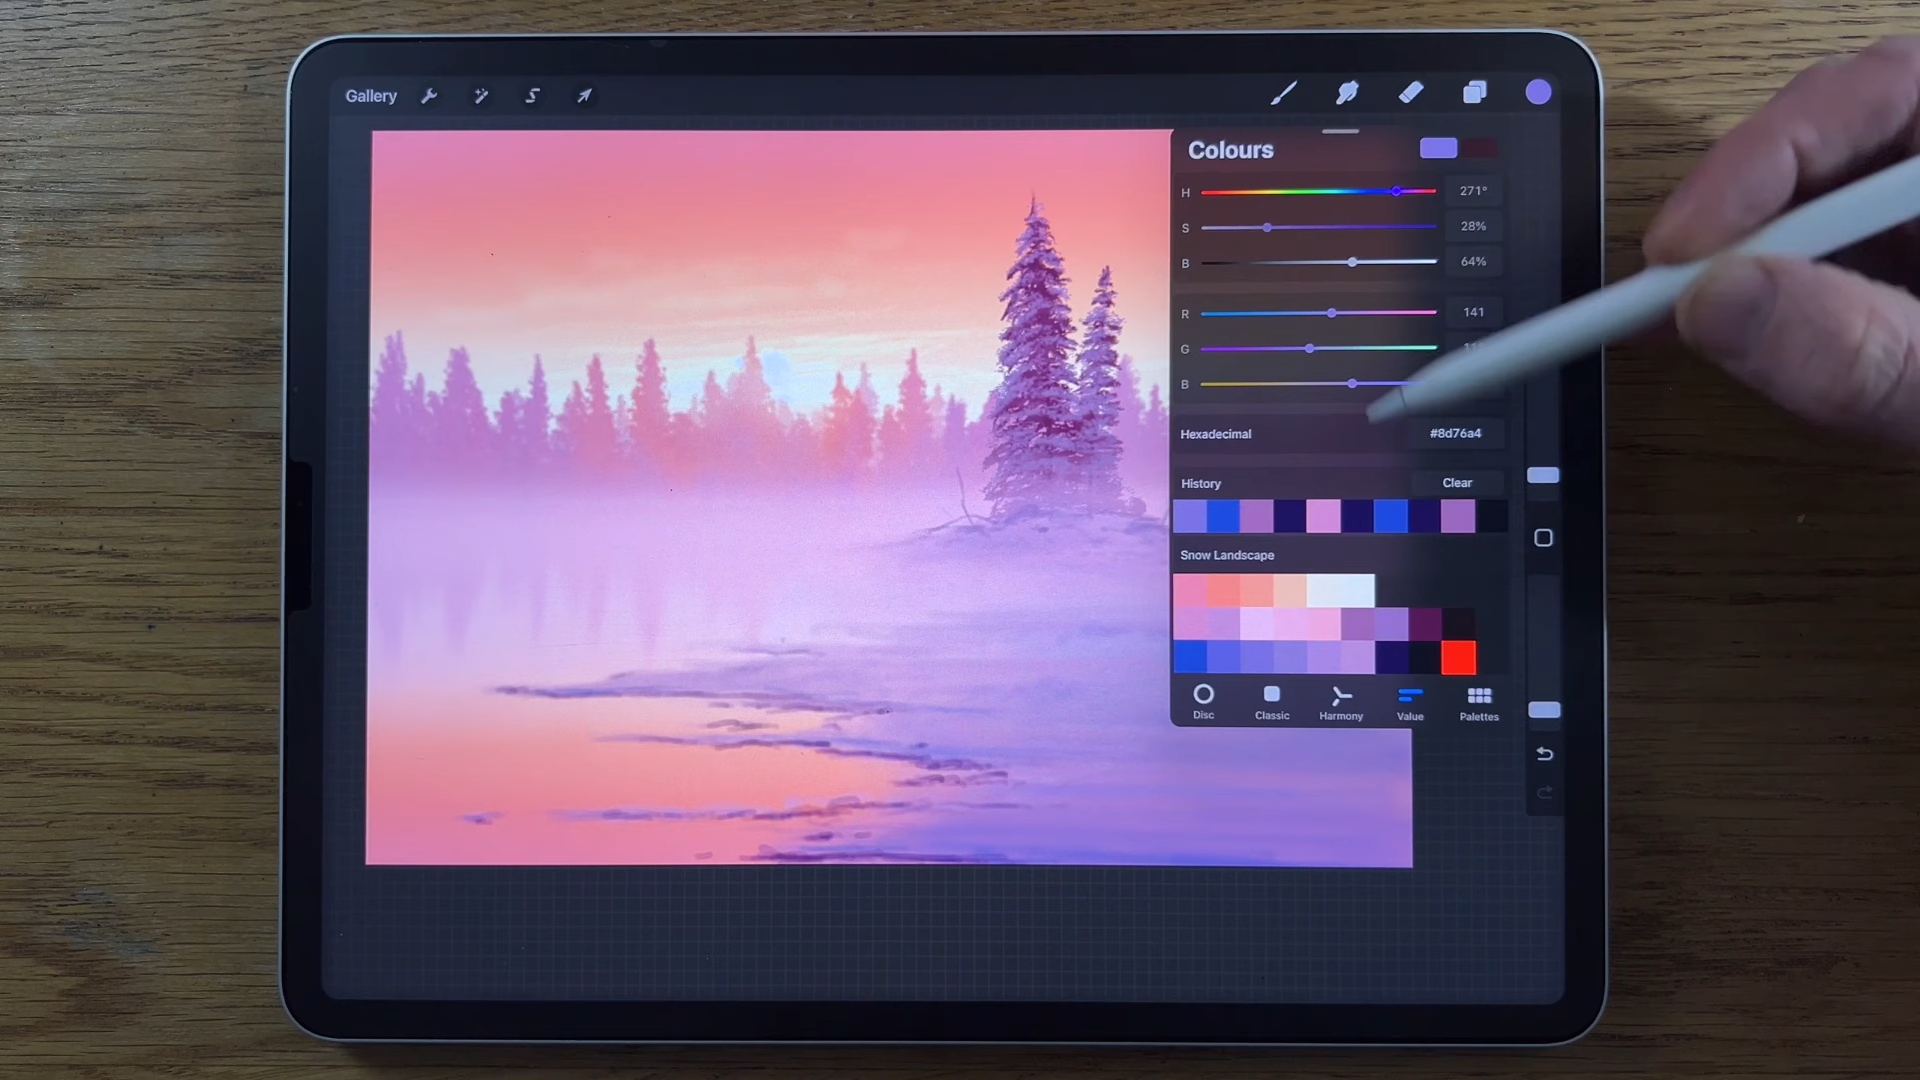 Gallery
Colours
H 271°
S 28%
B 64%
R 141
G
B
Hexadecimal #8d76a4
History Clear
Snow Landscape
Disc Classic Harmony Value Palettes